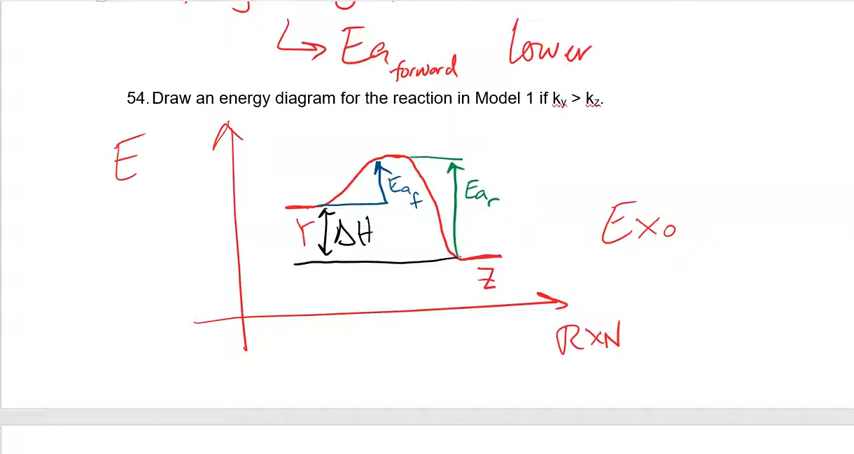 ↳ Ea forward lower
54. Draw an energy diagram for the reaction in Model 1 if ky > kz.
E
Eaf
Ear
Y ΔH
Exo
Z
RXN